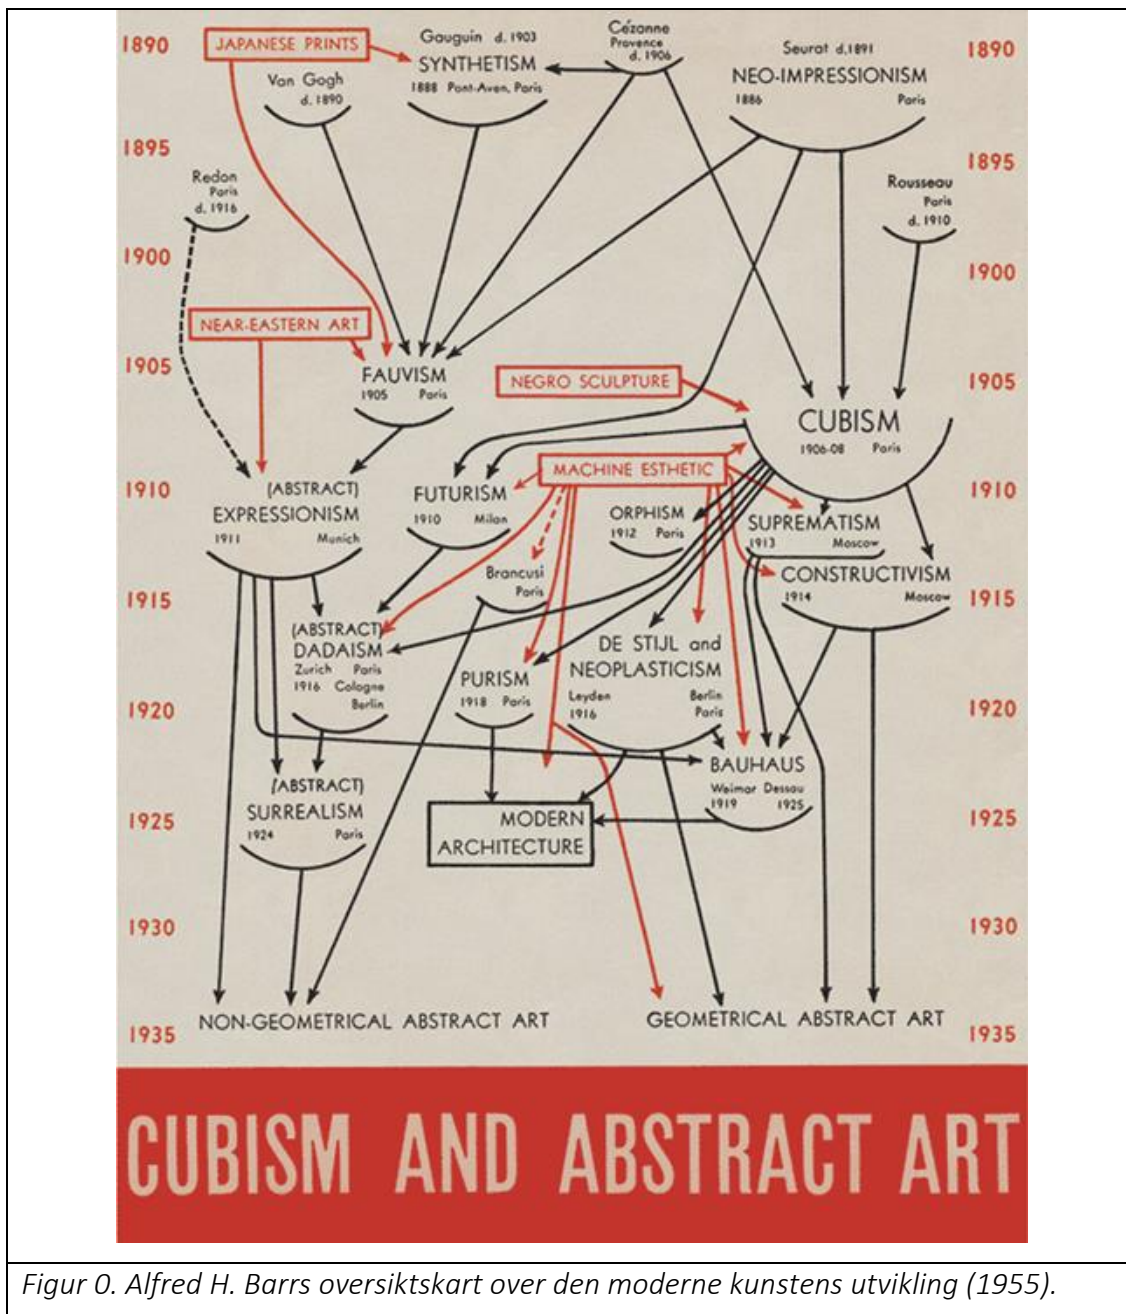 1890
JAPANESE PRINTS
Gauguin d. 1903
SYNTHETISM
1888 Pont-Aven, Paris
Cézanne
Provence
d. 1906
Seurat d.1891
NEO-IMPRESSIONISM
1886 Paris
1890
Van Gogh
d. 1890
1895
1895
Redon
Paris
d. 1916
Rousseau
Paris
d. 1910
1900
1900
NEAR-EASTERN ART
1905
FAUVISM
1905 Paris
NEGRO SCULPTURE
1905
CUBISM
1906-08 Paris
MACHINE ESTHETIC
1910
(ABSTRACT)
EXPRESSIONISM
1911 Munich
FUTURISM
1910 Milan
ORPHISM
1912 Paris
SUPREMATISM
1913 Moscow
1910
Brancusi
Paris
CONSTRUCTIVISM
1914 Moscow
1915
1915
(ABSTRACT)
DADAISM
Zurich Paris
1916 Cologne
Berlin
PURISM
1918 Paris
DE STIJL and
NEOPLASTICISM
Leyden Berlin
1916 Paris
1920
1920
(ABSTRACT)
SURREALISM
1924 Paris
BAUHAUS
Weimar Dessau
1919 1925
1925
MODERN
ARCHITECTURE
1925
1930
1930
NON-GEOMETRICAL ABSTRACT ART
GEOMETRICAL ABSTRACT ART
1935
1935
CUBISM AND ABSTRACT ART
Figur 0. Alfred H. Barrs oversiktskart over den moderne kunstens utvikling (1955).